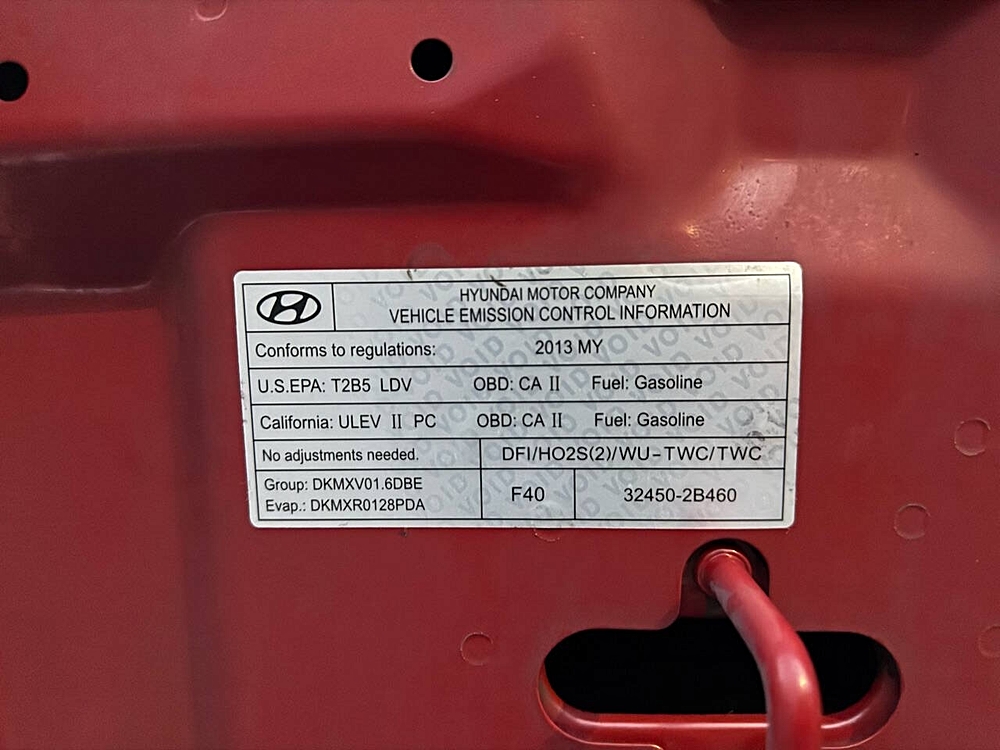 HYUNDAI MOTOR COMPANY
VEHICLE EMISSION CONTROL INFORMATION
Conforms to regulations: 2013 MY
U.S.EPA: T2B5 LDV OBD: CA II Fuel: Gasoline
California: ULEV II PC OBD: CA II Fuel: Gasoline
No adjustments needed. DFI/HO2S(2)/WU-TWC/TWC
Group: DKMXV01.6DBE
Evap.: DKMXR0128PDA
F40 32450-2B460